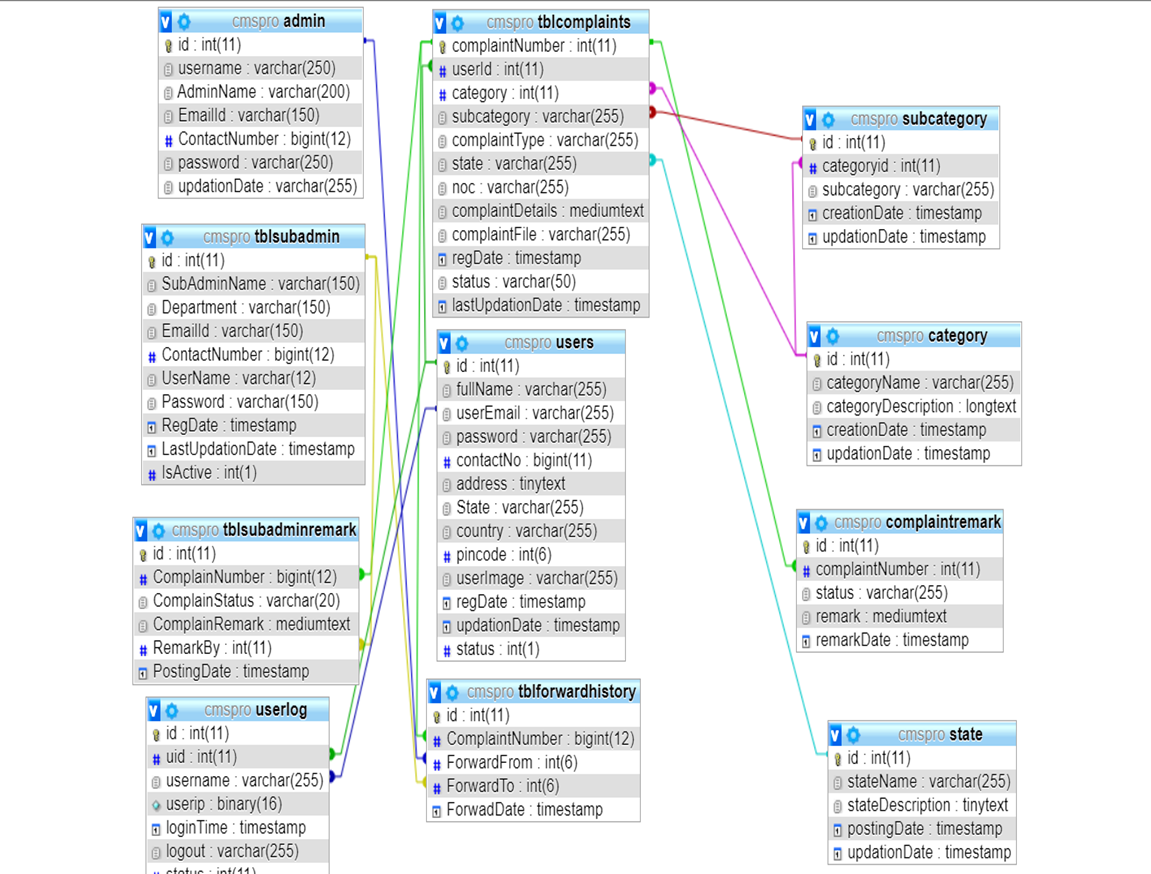 cmspro admin
id : int(11)
username : varchar(250)
AdminName : varchar(200)
EmailId : varchar(150)
ContactNumber : bigint(12)
password : varchar(250)
updationDate : varchar(255)
cmspro tblsubadmin
id : int(11)
SubAdminName : varchar(150)
Department : varchar(150)
EmailId : varchar(150)
ContactNumber : bigint(12)
UserName : varchar(12)
Password : varchar(150)
RegDate : timestamp
LastUpdationDate : timestamp
IsActive : int(1)
cmspro tblsubadminremark
id : int(11)
ComplainNumber : bigint(12)
ComplainStatus : varchar(20)
ComplainRemark : mediumtext
RemarkBy : int(11)
PostingDate : timestamp
cmspro userlog
id : int(11)
uid : int(11)
username : varchar(255)
userip : binary(16)
loginTime : timestamp
logout : varchar(255)
status : int(11)
cmspro tblcomplaints
complaintNumber : int(11)
userId : int(11)
category : int(11)
subcategory : varchar(255)
complaintType : varchar(255)
state : varchar(255)
noc : varchar(255)
complaintDetails : mediumtext
complaintFile : varchar(255)
regDate : timestamp
status : varchar(50)
lastUpdationDate : timestamp
cmspro users
id : int(11)
fullName : varchar(255)
userEmail : varchar(255)
password : varchar(255)
contactNo : bigint(11)
address : tinytext
State : varchar(255)
country : varchar(255)
pincode : int(6)
userImage : varchar(255)
regDate : timestamp
updationDate : timestamp
status : int(1)
cmspro tblforwardhistory
id : int(11)
ComplaintNumber : bigint(12)
ForwardFrom : int(6)
ForwardTo : int(6)
ForwadDate : timestamp
cmspro subcategory
id : int(11)
categoryid : int(11)
subcategory : varchar(255)
creationDate : timestamp
updationDate : timestamp
cmspro category
id : int(11)
categoryName : varchar(255)
categoryDescription : longtext
creationDate : timestamp
updationDate : timestamp
cmspro complaintremark
id : int(11)
complaintNumber : int(11)
status : varchar(255)
remark : mediumtext
remarkDate : timestamp
cmspro state
id : int(11)
stateName : varchar(255)
stateDescription : tinytext
postingDate : timestamp
updationDate : timestamp